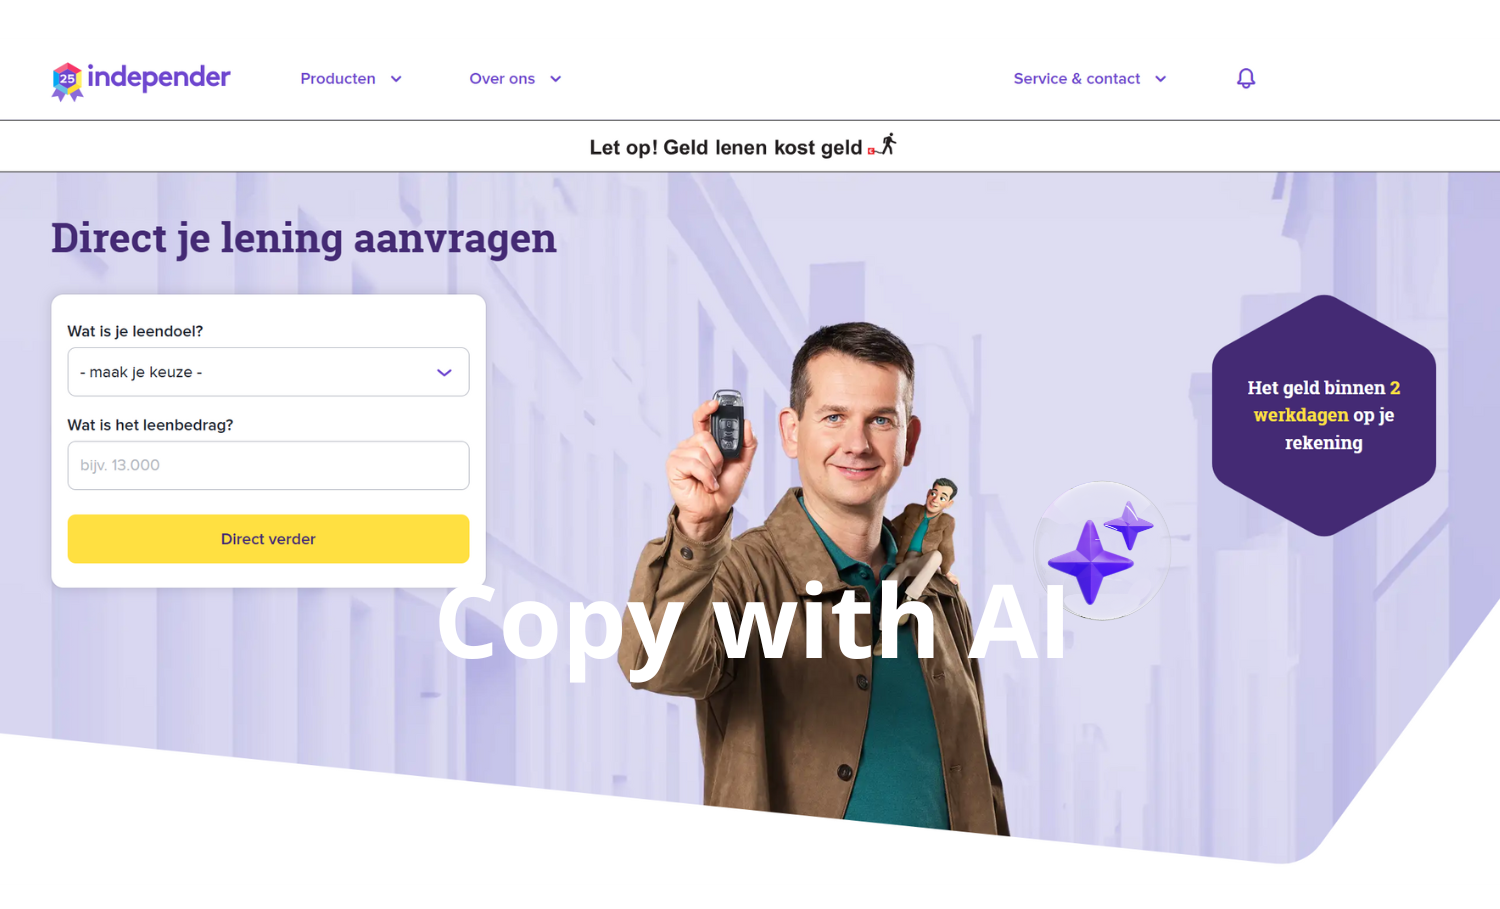 25 independer
Producten
Over ons
Service & contact
Let op! Geld lenen kost geld
Direct je lening aanvragen
Wat is je leendoel?
- maak je keuze -
Wat is het leenbedrag?
bijv. 13.000
Direct verder
Het geld binnen 2
werkdagen op je
rekening
Copy with AI